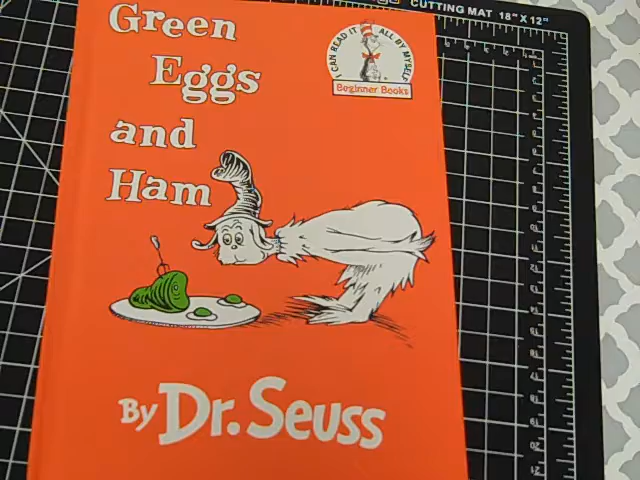 CUTTING MAT 18" X 12"
Green
Eggs
and
Ham
I CAN READ IT ALL BY MYSELF
Beginner Books
By Dr. Seuss